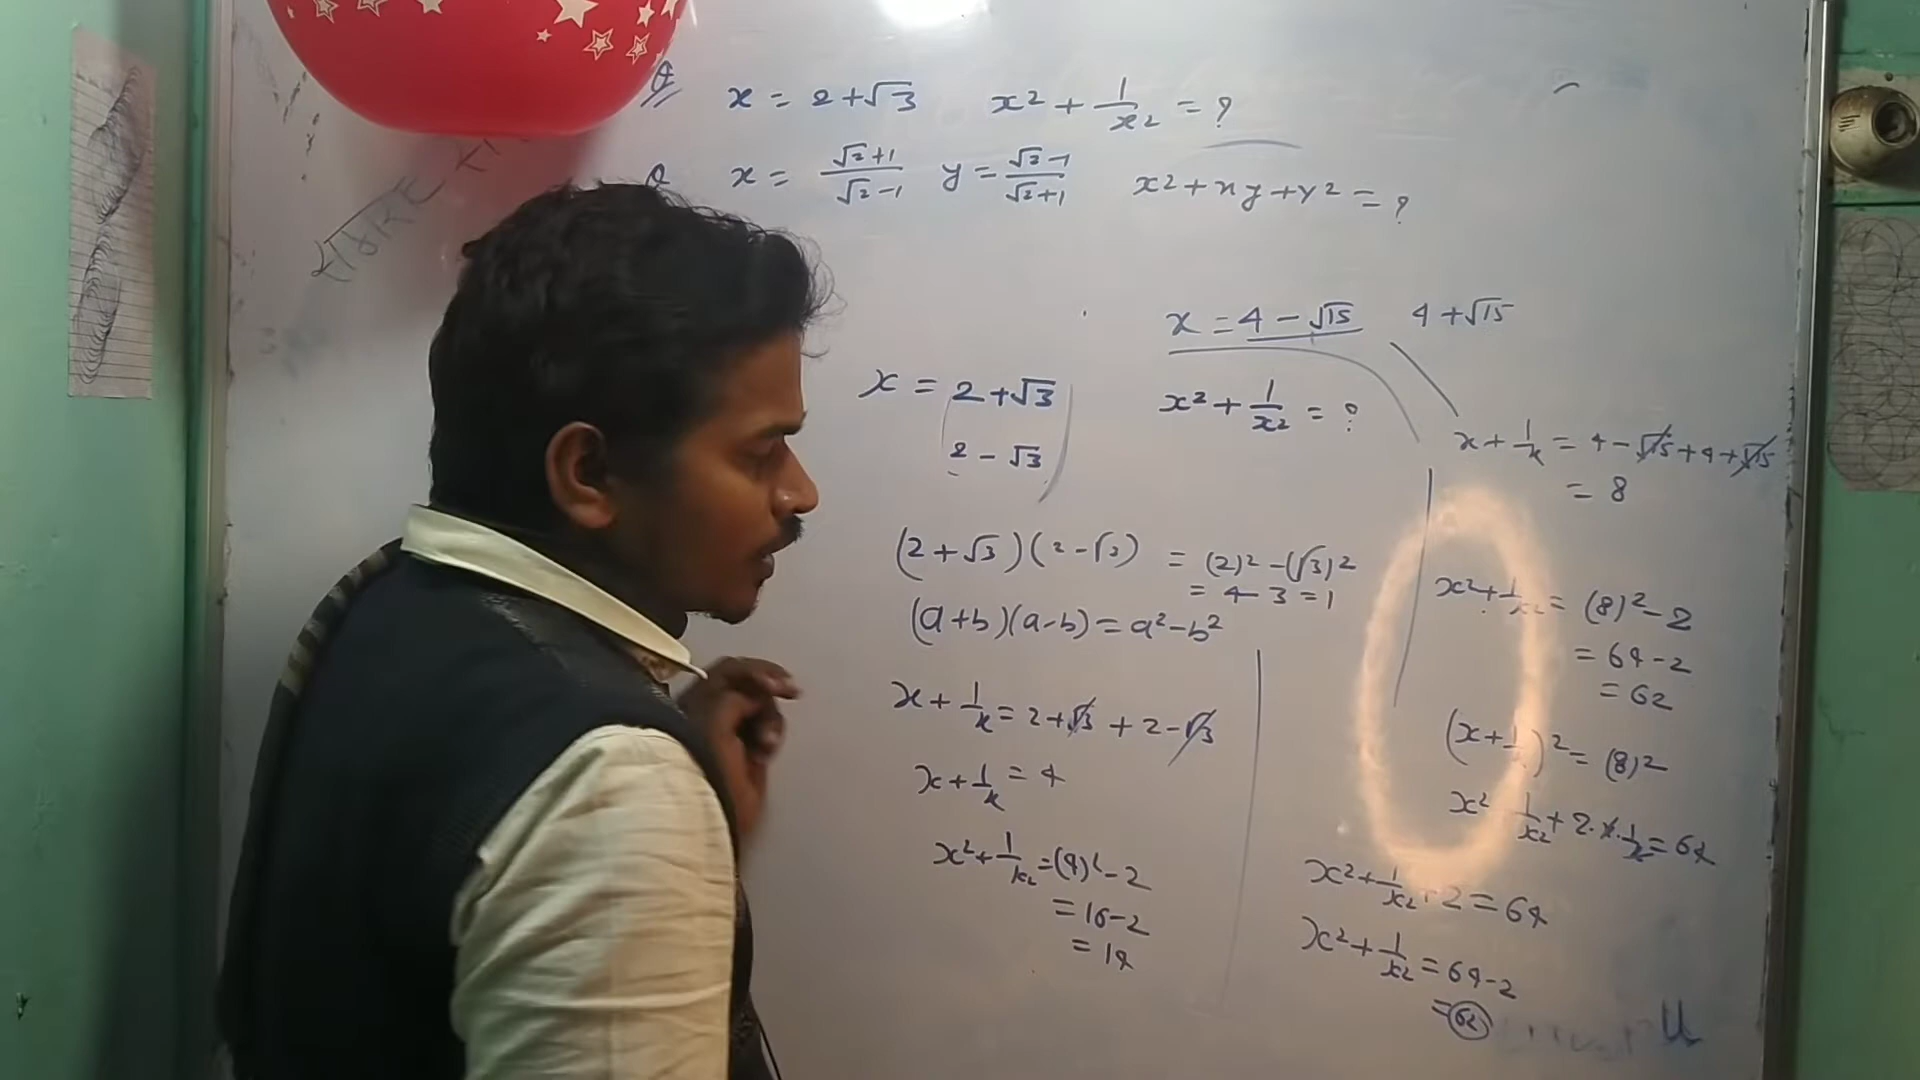 Q x = 2+√3 x² + 1/x² = ?
Q x = (√2+1)/(√2-1) y = (√2-1)/(√2+1) x²+xy+y² = ?
x = 4-√15 4+√15
x² + 1/x² = ?
x = 2+√3
2-√3
(2+√3)(2-√3) = (2)²-(√3)²
= 4-3=1
(a+b)(a-b)=a²-b²
x + 1/x = 2+√3 + 2-√3
x+1/x = 4
x²+1/x²=(4)²-2
= 16-2
= 14
x + 1/x = 4-√15+4+√15
= 8
x²+1/x² = (8)²-2
= 64-2
= 62
(x+1/x)² = (8)²
x² 1/x² + 2.x.1/x = 64
x²+1/x²+2 = 64
x²+1/x² = 64-2
= 62